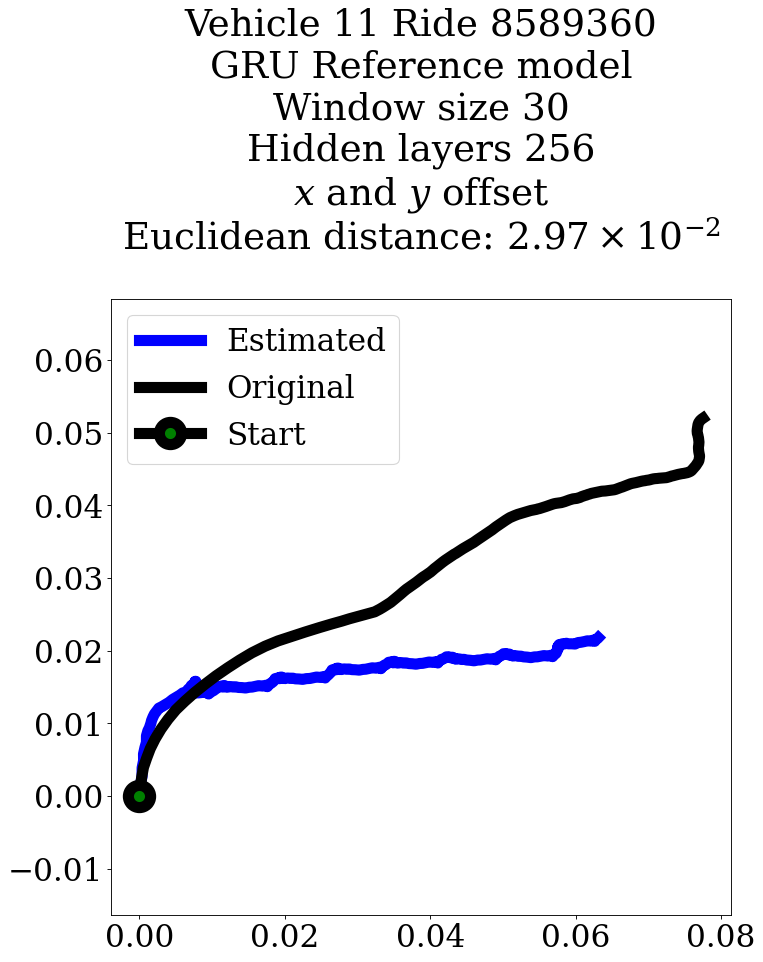 Vehicle 11 Ride 8589360
GRU Reference model
Window size 30
Hidden layers 256
x and y offset
Euclidean distance: 2.97 × 10⁻²
Estimated
Original
Start
0.06
0.05
0.04
0.03
0.02
0.01
0.00
−0.01
0.00 0.02 0.04 0.06 0.08